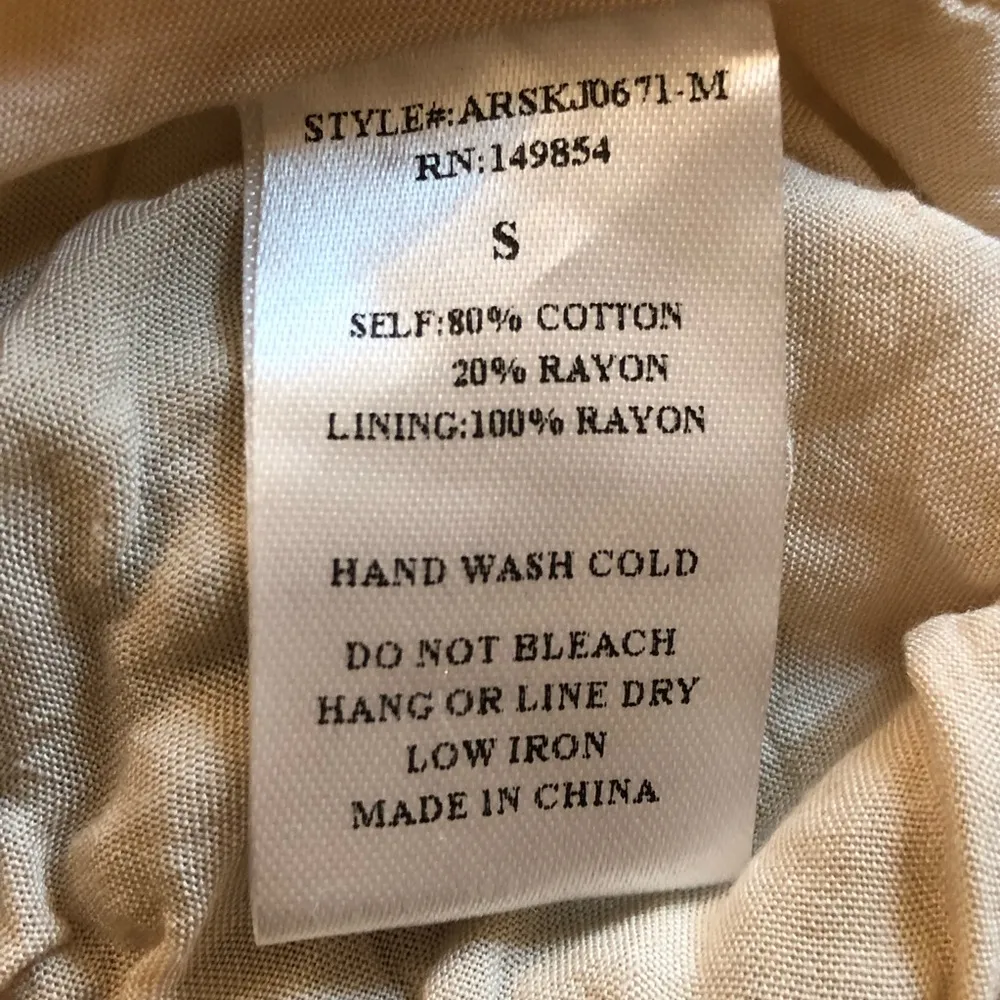 STYLE#:ARSKJ0671-M
RN:149854
S
SELF:80% COTTON
20% RAYON
LINING:100% RAYON
HAND WASH COLD
DO NOT BLEACH
HANG OR LINE DRY
LOW IRON
MADE IN CHINA